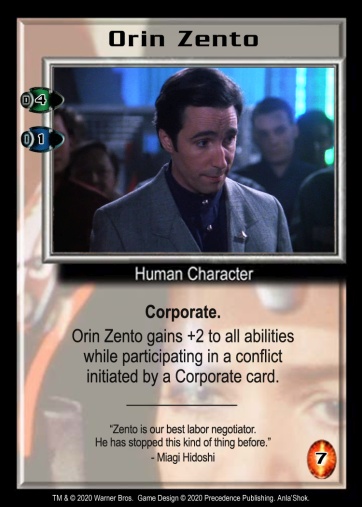 Orin Zento
4
1
Human Character
Corporate.
Orin Zento gains +2 to all abilities
while participating in a conflict
initiated by a Corporate card.
“Zento is our best labor negotiator.
He has stopped this kind of thing before.”
- Miagi Hidoshi
7
TM & © 2020 Warner Bros.  Game Design © 2020 Precedence Publishing. Anla'Shok.